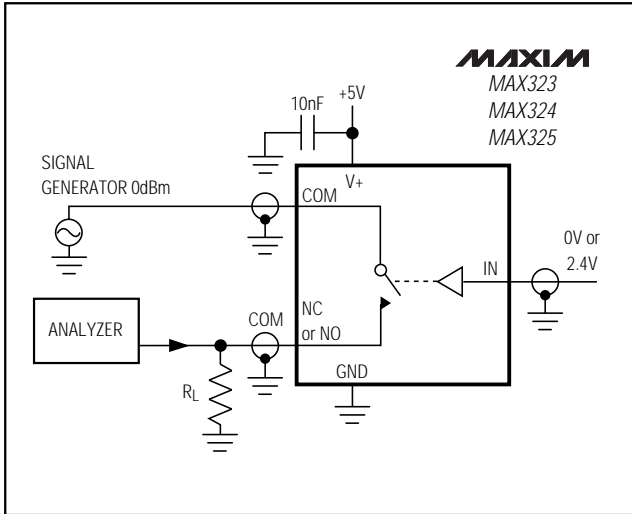 MAXIM
MAX323
MAX324
MAX325
10nF
+5V
SIGNAL
GENERATOR 0dBm
V+
COM
0V or
2.4V
IN
ANALYZER
COM
NC
or NO
RL
GND